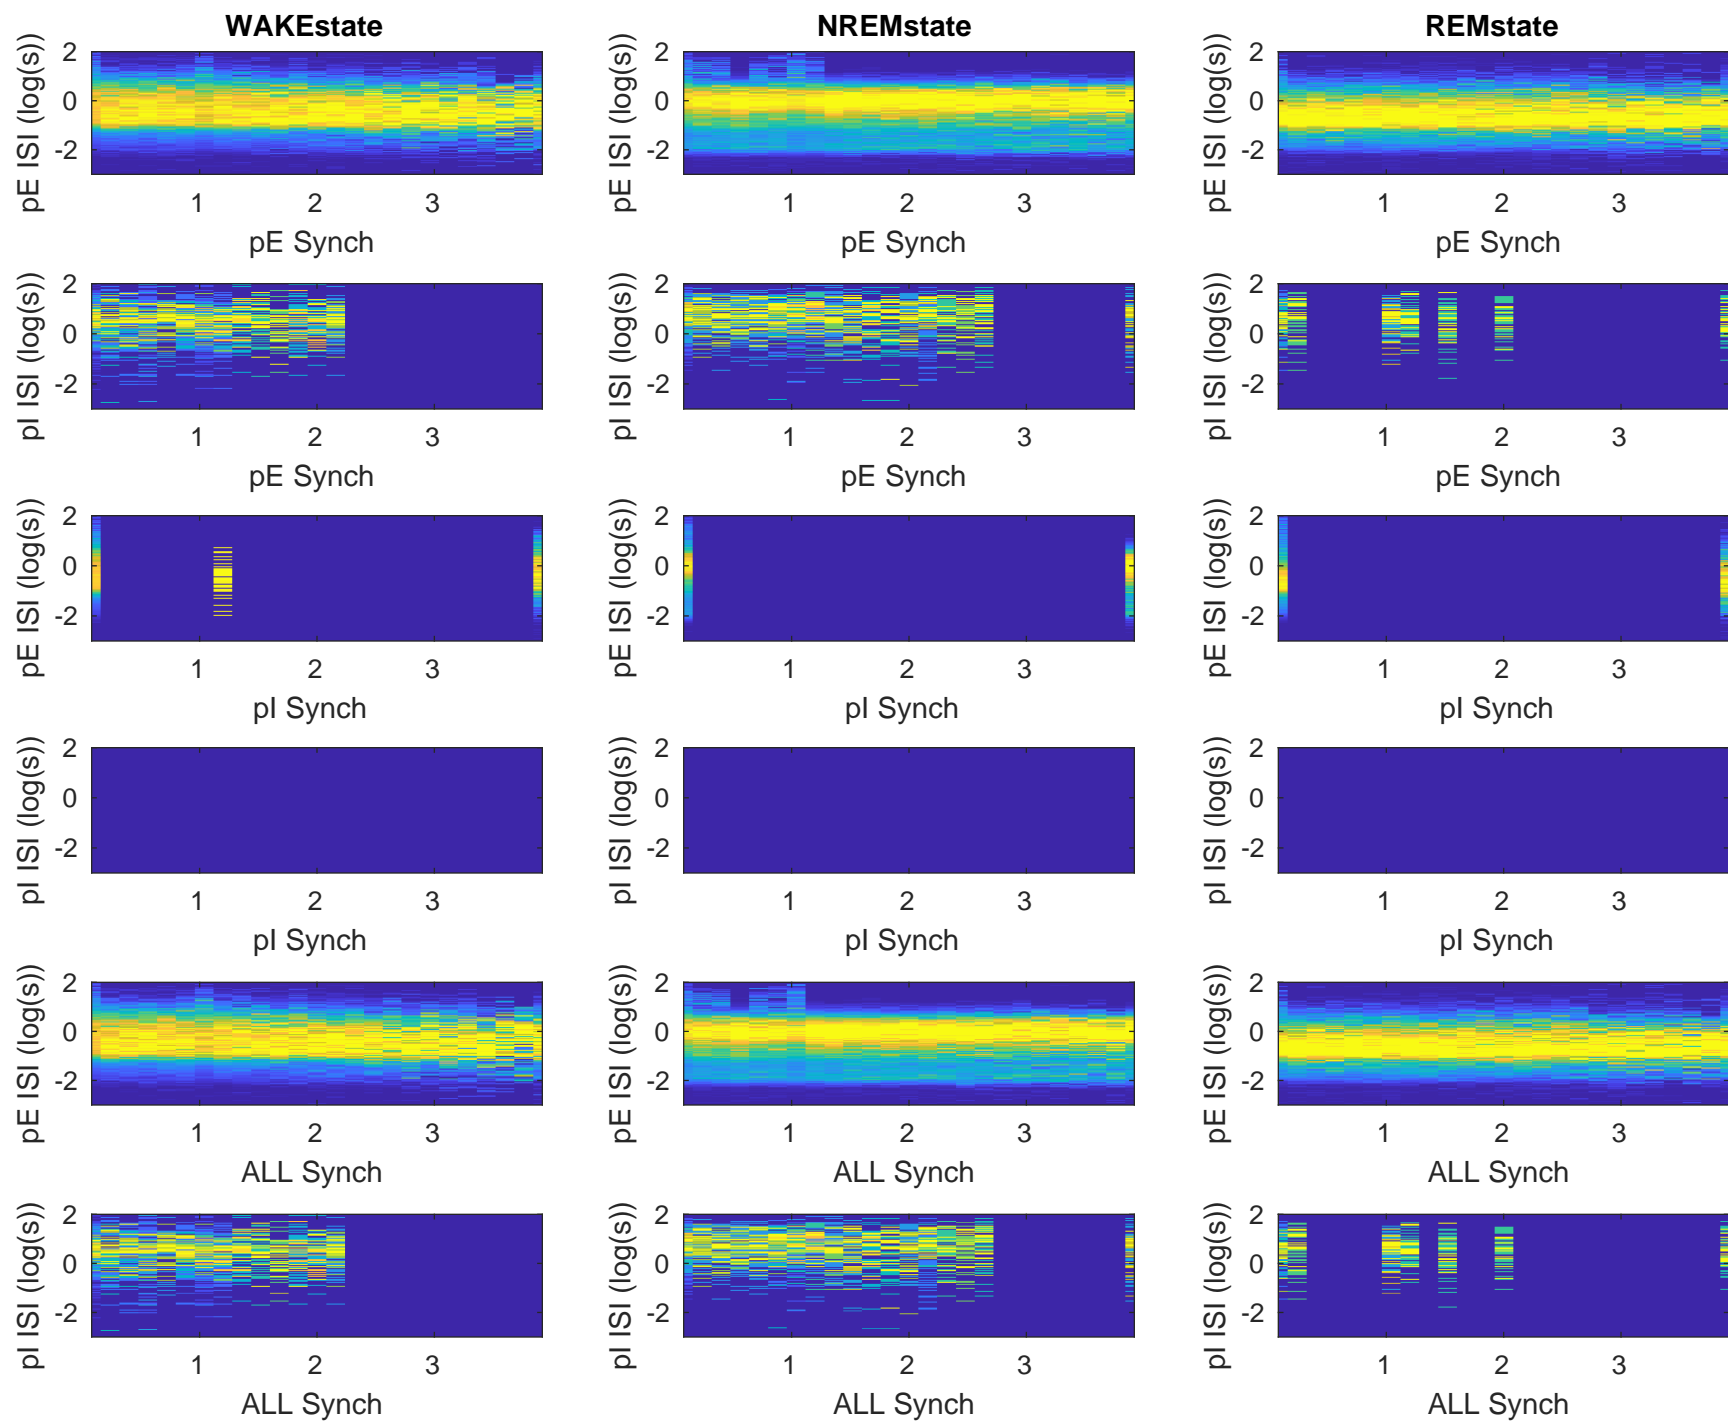 WAKEstate NREMstate REMstate
pE ISI (log(s)) 2 0 -2 pE ISI (log(s)) 2 0 -2 pE ISI (log(s)) 2 0 -2
1 2 3 1 2 3 1 2 3
pE Synch pE Synch pE Synch
pI ISI (log(s)) 2 0 -2 pI ISI (log(s)) 2 0 -2 pI ISI (log(s)) 2 0 -2
1 2 3 1 2 3 1 2 3
pE Synch pE Synch pE Synch
pE ISI (log(s)) 2 0 -2 pE ISI (log(s)) 2 0 -2 pE ISI (log(s)) 2 0 -2
1 2 3 1 2 3 1 2 3
pI Synch pI Synch pI Synch
pI ISI (log(s)) 2 0 -2 pI ISI (log(s)) 2 0 -2 pI ISI (log(s)) 2 0 -2
1 2 3 1 2 3 1 2 3
pI Synch pI Synch pI Synch
pE ISI (log(s)) 2 0 -2 pE ISI (log(s)) 2 0 -2 pE ISI (log(s)) 2 0 -2
1 2 3 1 2 3 1 2 3
ALL Synch ALL Synch ALL Synch
pI ISI (log(s)) 2 0 -2 pI ISI (log(s)) 2 0 -2 pI ISI (log(s)) 2 0 -2
1 2 3 1 2 3 1 2 3
ALL Synch ALL Synch ALL Synch